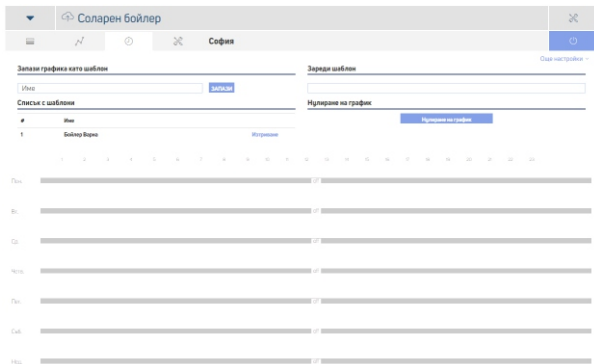 Соларен бойлер
София
Още настройки
Запази графика като шаблон
Зареди шаблон
Име
ЗАПАЗИ
Списък с шаблони
Нулиране на график
# Име
Нулиране на график
1 Бойлер Варна Изтриване
1 2 3 4 5 6 7 8 9 10 11 12 13 14 15 16 17 18 19 20 21 22 23
Пон.
Вт.
Ср.
Четв.
Пет.
Съб.
Нед.